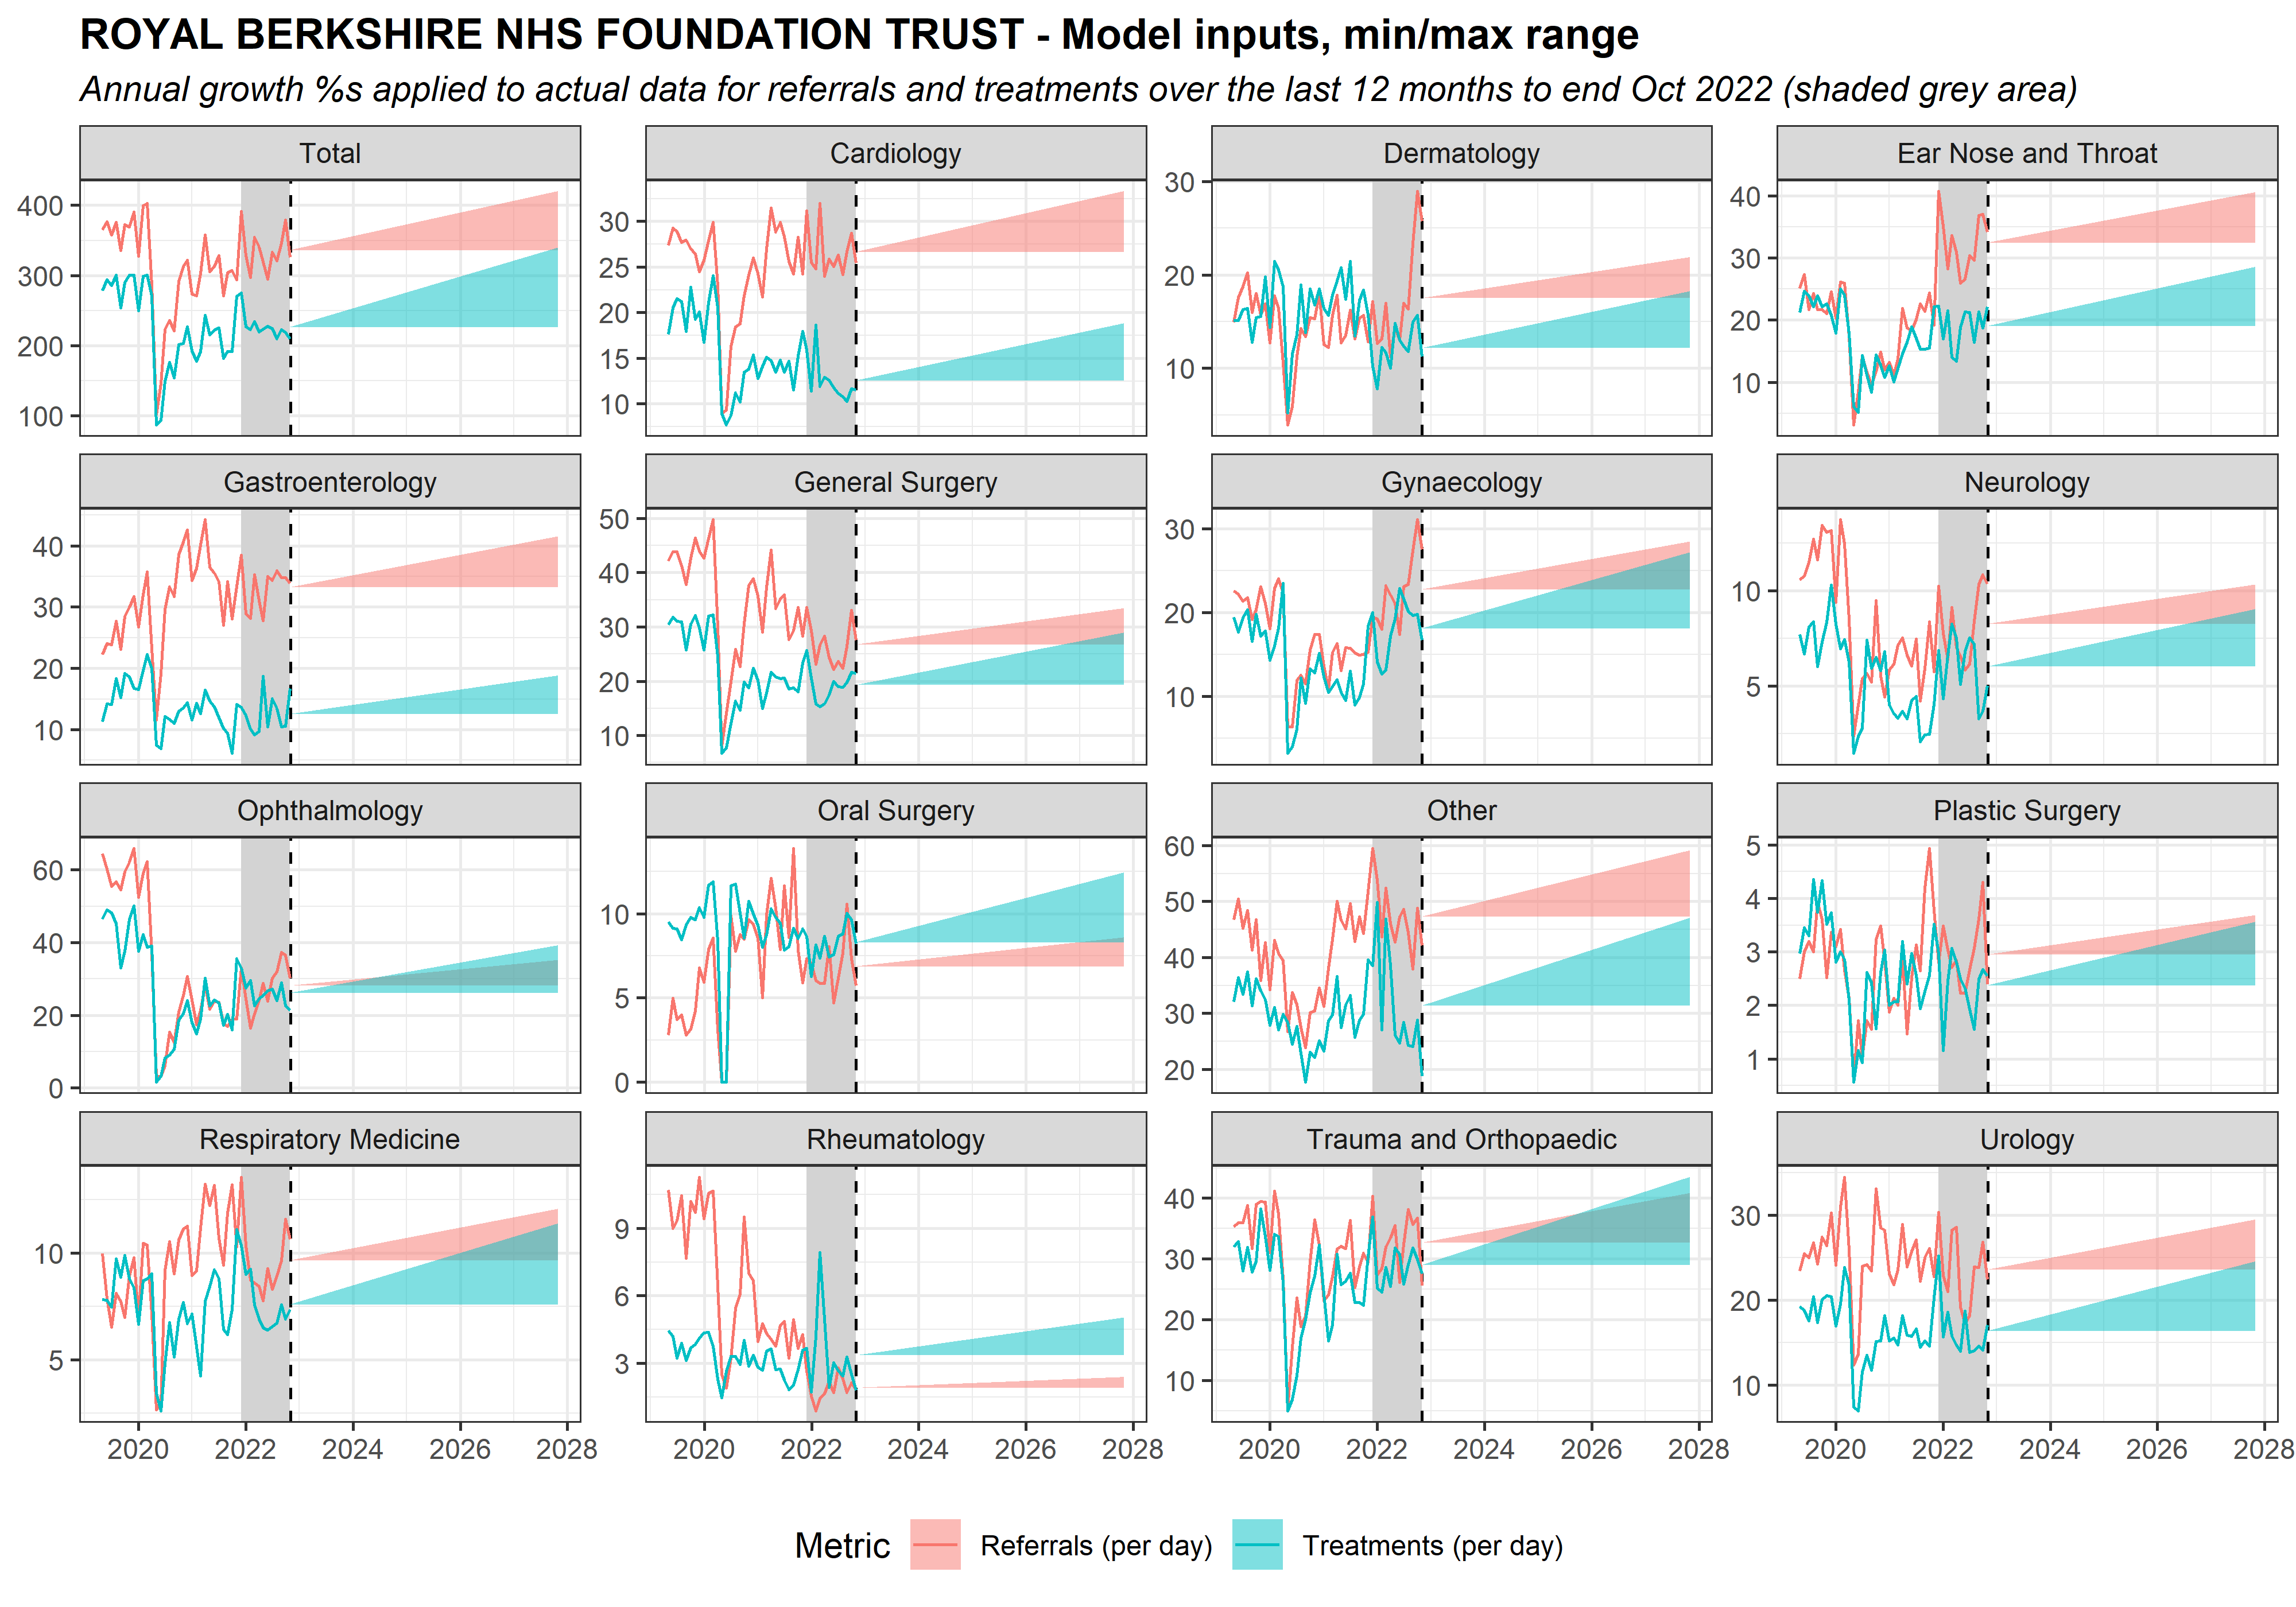 ROYAL BERKSHIRE NHS FOUNDATION TRUST - Model inputs, min/max range
Annual growth %s applied to actual data for referrals and treatments over the last 12 months to end Oct 2022 (shaded grey area)
Total
Cardiology
Dermatology
Ear Nose and Throat
400
300
200
100
30
25
20
15
10
30
20
10
40
30
20
10
Gastroenterology
General Surgery
Gynaecology
Neurology
40
30
20
10
50
40
30
20
10
30
20
10
10
5
Ophthalmology
Oral Surgery
Other
Plastic Surgery
60
40
20
0
10
5
0
60
50
40
30
20
5
4
3
2
1
Respiratory Medicine
Rheumatology
Trauma and Orthopaedic
Urology
10
5
9
6
3
40
30
20
10
30
20
10
2020 2022 2024 2026 2028
2020 2022 2024 2026 2028
2020 2022 2024 2026 2028
2020 2022 2024 2026 2028
Metric Referrals (per day) Treatments (per day)